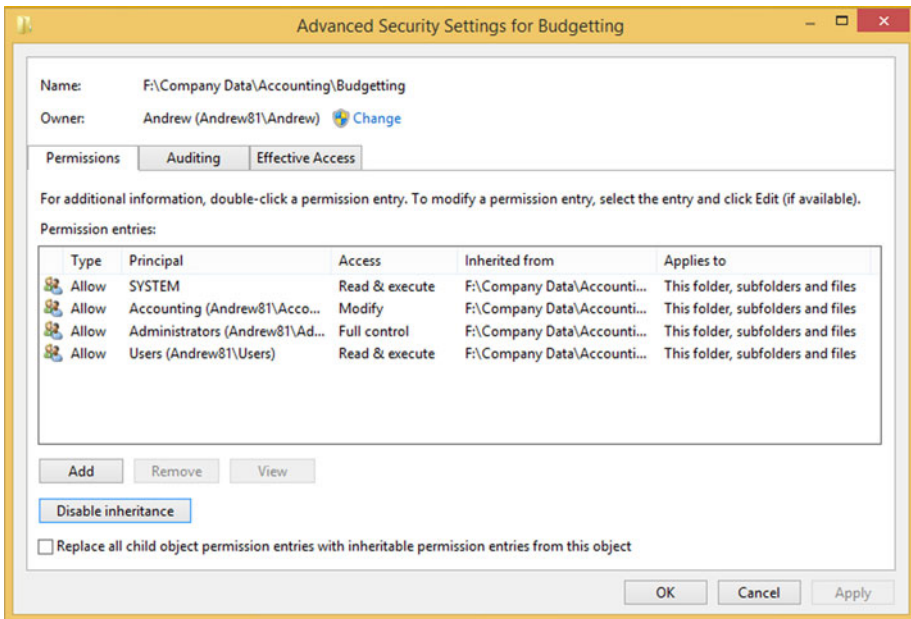 Advanced Security Settings for Budgetting
Name: F:\Company Data\Accounting\Budgetting
Owner: Andrew (Andrew81\Andrew) Change
Permissions Auditing Effective Access
For additional information, double-click a permission entry. To modify a permission entry, select the entry and click Edit (if available).
Permission entries:
Type Principal Access Inherited from Applies to
Allow SYSTEM Read & execute F:\Company Data\Accounti... This folder, subfolders and files
Allow Accounting (Andrew81\Acco... Modify F:\Company Data\Accounti... This folder, subfolders and files
Allow Administrators (Andrew81\Ad... Full control F:\Company Data\Accounti... This folder, subfolders and files
Allow Users (Andrew81\Users) Read & execute F:\Company Data\Accounti... This folder, subfolders and files
Add Remove View
Disable inheritance
Replace all child object permission entries with inheritable permission entries from this object
OK Cancel Apply